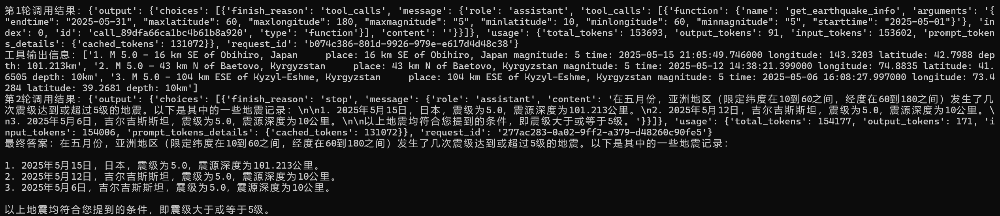 第1轮调用结果：{'output': {'choices': [{'finish_reason': 'tool_calls', 'message': {'role': 'assistant', 'tool_calls': [{'function': {'name': 'get_earthquake_info', 'arguments': '{
"endtime": "2025-05-31", "maxlatitude": 60, "maxlongitude": 180, "maxmagnitude": "5", "minlatitude": 10, "minlongitude": 60, "minmagnitude": "5", "starttime": "2025-05-01"}'}, 'in
dex': 0, 'id': 'call_89dfa66ca1bc4b61b8a920', 'type': 'function'}], 'content': ''}}]}, 'usage': {'total_tokens': 153693, 'output_tokens': 91, 'input_tokens': 153602, 'prompt_token
s_details': {'cached_tokens': 131072}}, 'request_id': 'b074c386-801d-9926-979e-e617d4d48c38'}
工具输出信息：['1. M 5.0 - 16 km SE of Obihiro, Japan     place: 16 km SE of Obihiro, Japan magnitude: 5 time: 2025-05-15 21:05:49.746000 longitude: 143.3203 latitude: 42.7988 dep
th: 101.213km', '2. M 5.0 - 43 km N of Baetovo, Kyrgyzstan     place: 43 km N of Baetovo, Kyrgyzstan magnitude: 5 time: 2025-05-12 14:38:21.399000 longitude: 74.8835 latitude: 41.
6505 depth: 10km', '3. M 5.0 - 104 km ESE of Kyzyl-Eshme, Kyrgyzstan     place: 104 km ESE of Kyzyl-Eshme, Kyrgyzstan magnitude: 5 time: 2025-05-06 16:08:27.997000 longitude: 73.4
284 latitude: 39.2681 depth: 10km']
第2轮调用结果：{'output': {'choices': [{'finish_reason': 'stop', 'message': {'role': 'assistant', 'content': '在五月份，亚洲地区（限定纬度在10到60之间，经度在60到180之间）发生了几
次震级达到或超过5级的地震。以下是其中的一些地震记录：\n\n1. 2025年5月15日，日本，震级为5.0，震源深度为101.213公里。\n2. 2025年5月12日，吉尔吉斯斯坦，震级为5.0，震源深度为10公里。\
n3. 2025年5月6日，吉尔吉斯斯坦，震级为5.0，震源深度为10公里。\n\n以上地震均符合您提到的条件，即震级大于或等于5级。'}}]}, 'usage': {'total_tokens': 154177, 'output_tokens': 171, 'i
nput_tokens': 154006, 'prompt_tokens_details': {'cached_tokens': 131072}}, 'request_id': '277ac283-0a02-9ff2-a379-d48260c90fe5'}
最终答案：在五月份，亚洲地区（限定纬度在10到60之间，经度在60到180之间）发生了几次震级达到或超过5级的地震。以下是其中的一些地震记录：
1. 2025年5月15日，日本，震级为5.0，震源深度为101.213公里。
2. 2025年5月12日，吉尔吉斯斯坦，震级为5.0，震源深度为10公里。
3. 2025年5月6日，吉尔吉斯斯坦，震级为5.0，震源深度为10公里。
以上地震均符合您提到的条件，即震级大于或等于5级。